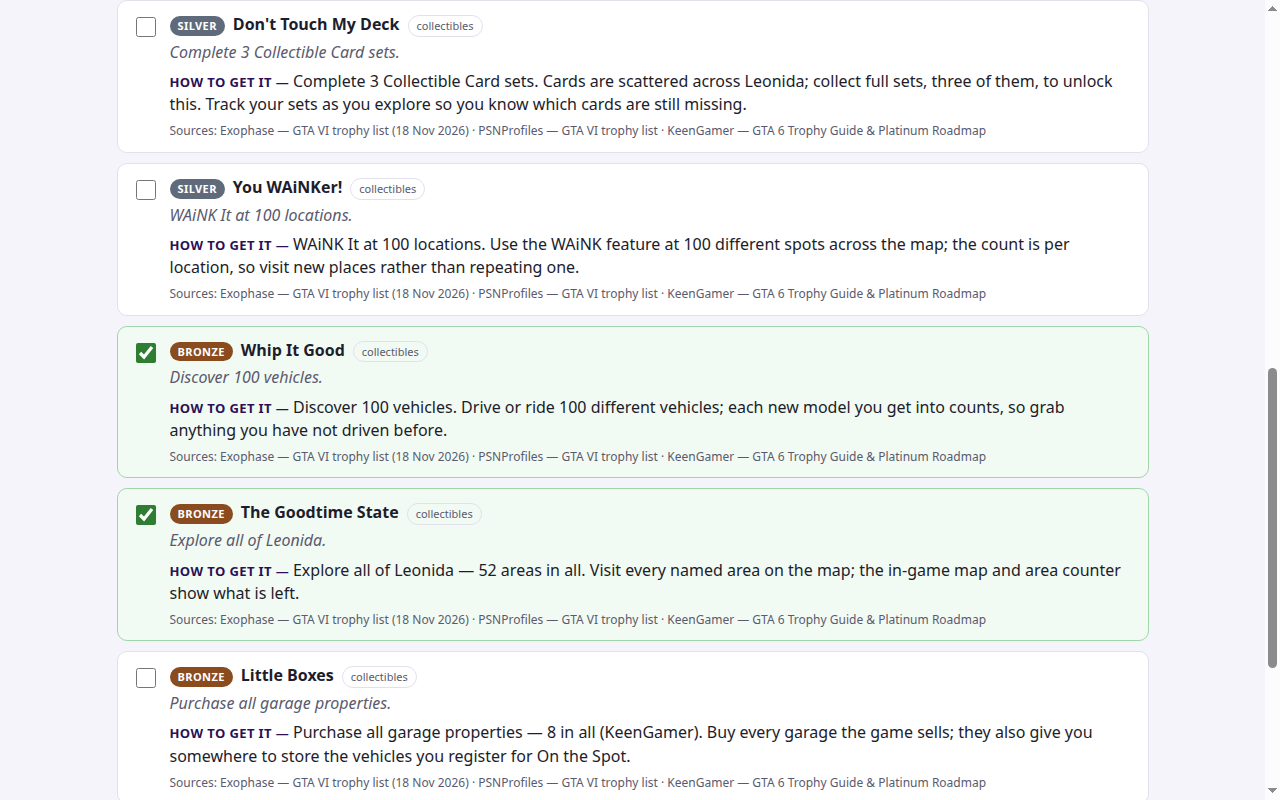 SILVER Don't Touch My Deck collectibles
Complete 3 Collectible Card sets.
HOW TO GET IT — Complete 3 Collectible Card sets. Cards are scattered across Leonida; collect full sets, three of them, to unlock
this. Track your sets as you explore so you know which cards are still missing.
Sources: Exophase — GTA VI trophy list (18 Nov 2026) · PSNProfiles — GTA VI trophy list · KeenGamer — GTA 6 Trophy Guide & Platinum Roadmap
SILVER You WAiNKer! collectibles
WAiNK It at 100 locations.
HOW TO GET IT — WAiNK It at 100 locations. Use the WAiNK feature at 100 different spots across the map; the count is per
location, so visit new places rather than repeating one.
Sources: Exophase — GTA VI trophy list (18 Nov 2026) · PSNProfiles — GTA VI trophy list · KeenGamer — GTA 6 Trophy Guide & Platinum Roadmap
BRONZE Whip It Good collectibles
Discover 100 vehicles.
HOW TO GET IT — Discover 100 vehicles. Drive or ride 100 different vehicles; each new model you get into counts, so grab
anything you have not driven before.
Sources: Exophase — GTA VI trophy list (18 Nov 2026) · PSNProfiles — GTA VI trophy list · KeenGamer — GTA 6 Trophy Guide & Platinum Roadmap
BRONZE The Goodtime State collectibles
Explore all of Leonida.
HOW TO GET IT — Explore all of Leonida — 52 areas in all. Visit every named area on the map; the in-game map and area counter
show what is left.
Sources: Exophase — GTA VI trophy list (18 Nov 2026) · PSNProfiles — GTA VI trophy list · KeenGamer — GTA 6 Trophy Guide & Platinum Roadmap
BRONZE Little Boxes collectibles
Purchase all garage properties.
HOW TO GET IT — Purchase all garage properties — 8 in all (KeenGamer). Buy every garage the game sells; they also give you
somewhere to store the vehicles you register for On the Spot.
Sources: Exophase — GTA VI trophy list (18 Nov 2026) · PSNProfiles — GTA VI trophy list · KeenGamer — GTA 6 Trophy Guide & Platinum Roadmap